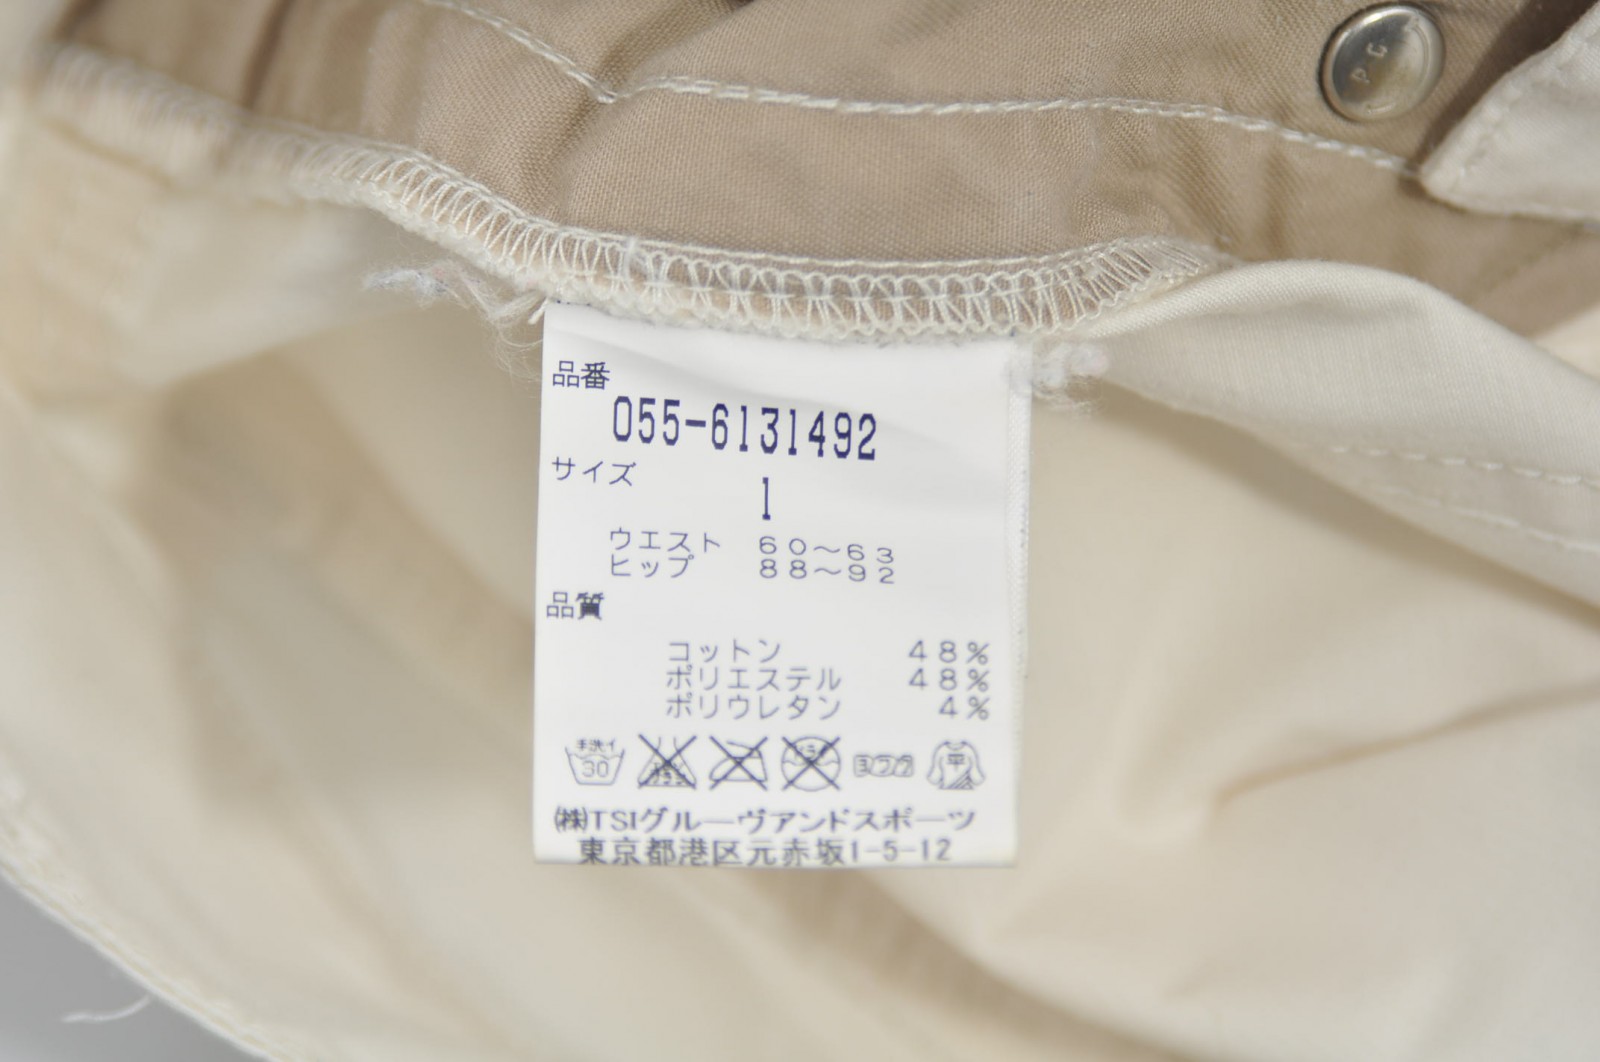 P G
品番
055-6131492
サイズ
1
ウエスト 60〜63
ヒップ 88〜92
品質
コットン 48%
ポリエステル 48%
ポリウレタン 4%
手洗イ 30 平
㈱TSIグルーヴアンドスポーツ
東京都港区元赤坂1-5-12